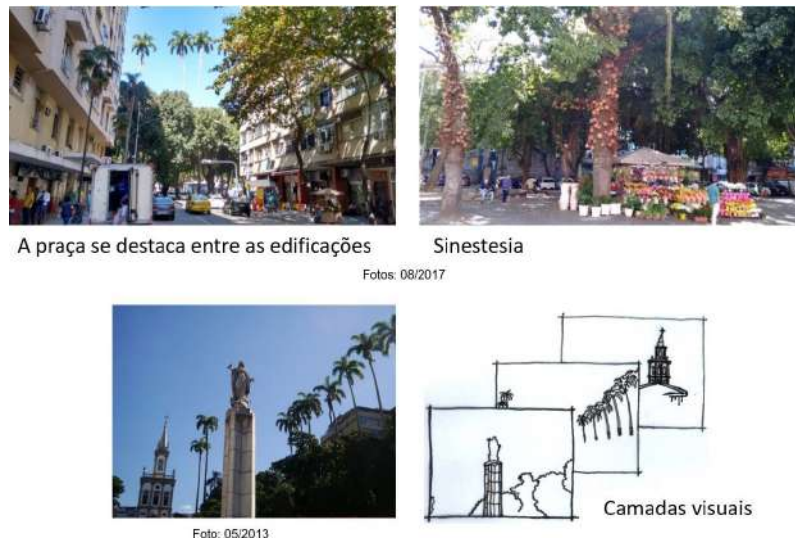 A praça se destaca entre as edificações
Sinestesia
Fotos: 08/2017
Foto: 05/2013
Camadas visuais